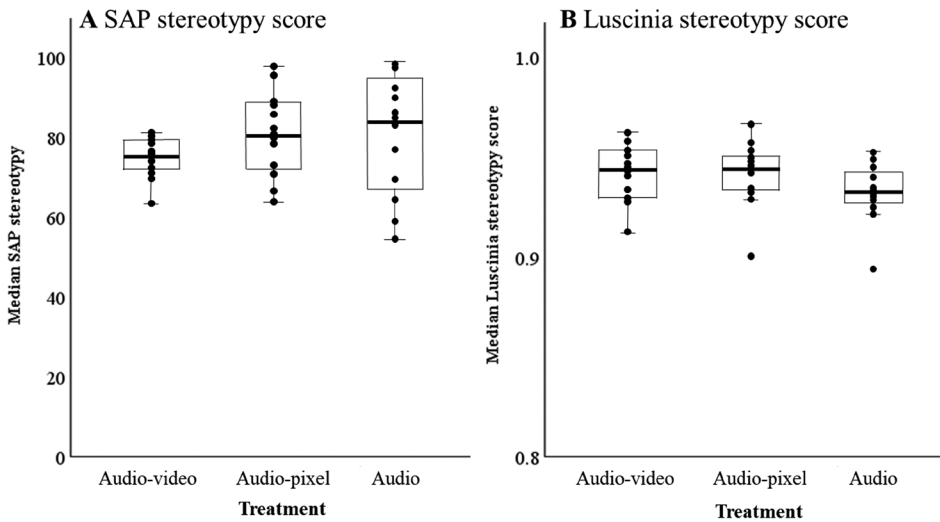 A SAP stereotypy score
Median SAP stereotypy
100
80
60
40
20
0
Audio-video Audio-pixel Audio
Treatment
B Luscinia stereotypy score
Median Luscinia stereotypy score
1.0
0.9
0.8
Audio-video Audio-pixel Audio
Treatment